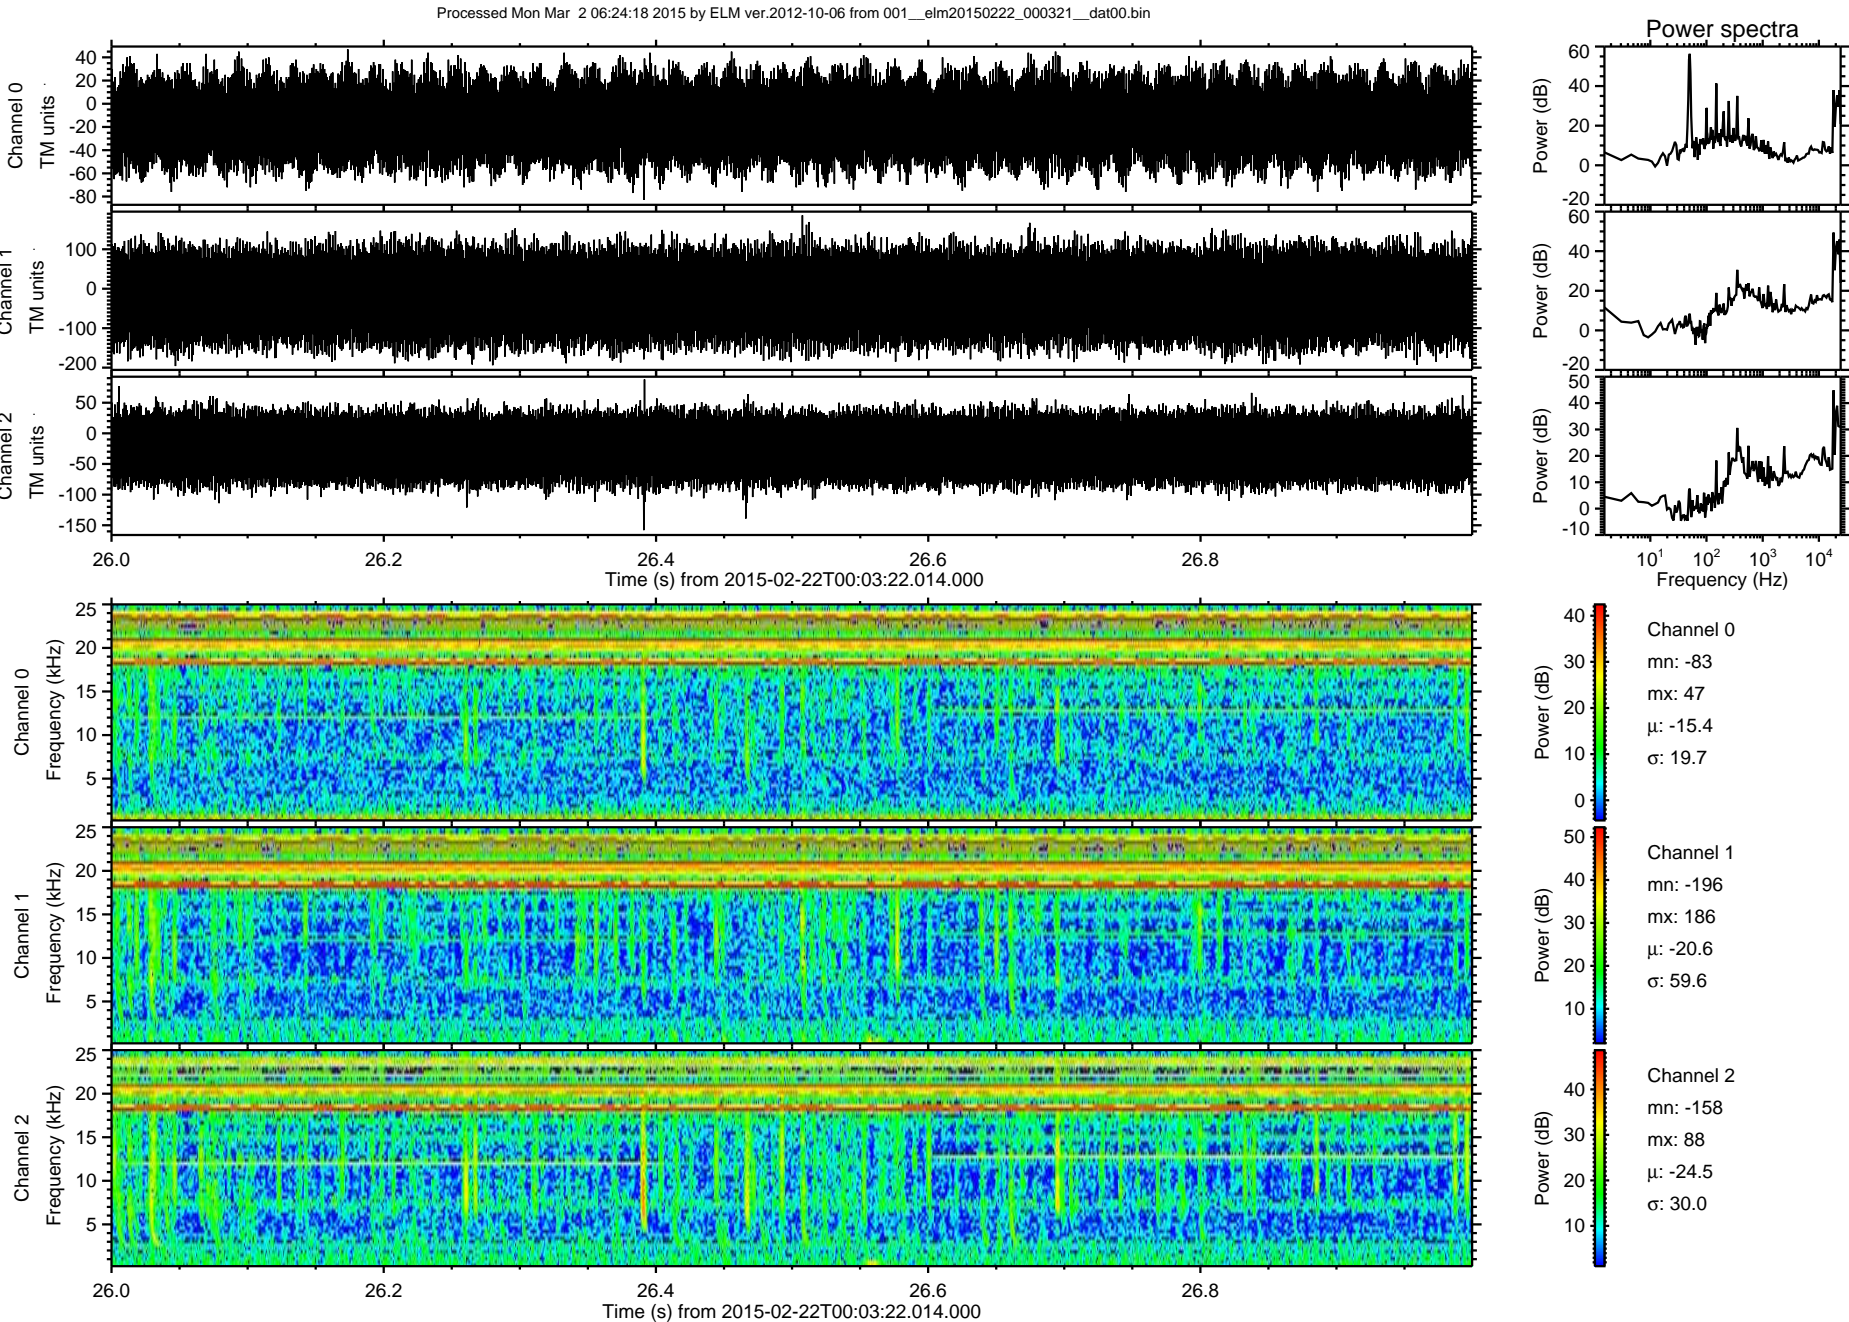 Processed Mon Mar  2 06:24:18 2015 by ELM ver.2012-10-06 from 001__elm20150222_000321__dat00.bin
Power spectra
Channel 0
TM units
40
20
0
-20
-40
-60
-80
Power (dB)
60
40
20
0
-20
Channel 1
TM units
100
0
-100
-200
Power (dB)
60
40
20
0
-20
Channel 2
TM units
50
0
-50
-100
-150
Power (dB)
50
40
30
20
10
0
-10
26.0 26.2 26.4 26.6 26.8
Time (s) from 2015-02-22T00:03:22.014.000
10^1 10^2 10^3 10^4
Frequency (Hz)
Channel 0
Frequency (kHz)
25
20
15
10
5
Power (dB)
40
30
20
10
0
Channel 0
mn: -83
mx: 47
μ: -15.4
σ: 19.7
Channel 1
Frequency (kHz)
25
20
15
10
5
Power (dB)
50
40
30
20
10
Channel 1
mn: -196
mx: 186
μ: -20.6
σ: 59.6
Channel 2
Frequency (kHz)
25
20
15
10
5
Power (dB)
40
30
20
10
Channel 2
mn: -158
mx: 88
μ: -24.5
σ: 30.0
26.0 26.2 26.4 26.6 26.8
Time (s) from 2015-02-22T00:03:22.014.000